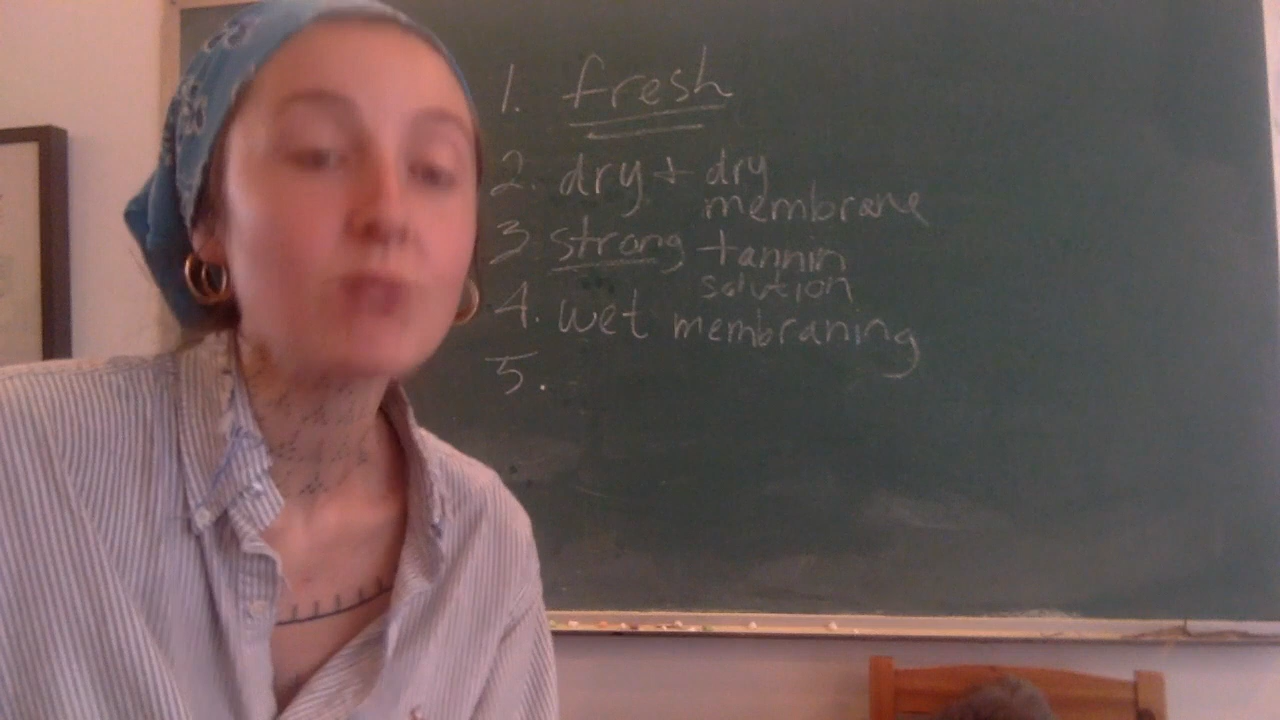 1. fresh
2. dry + dry
membrane
3 strong tannin
solution
4. wet membraning
5.